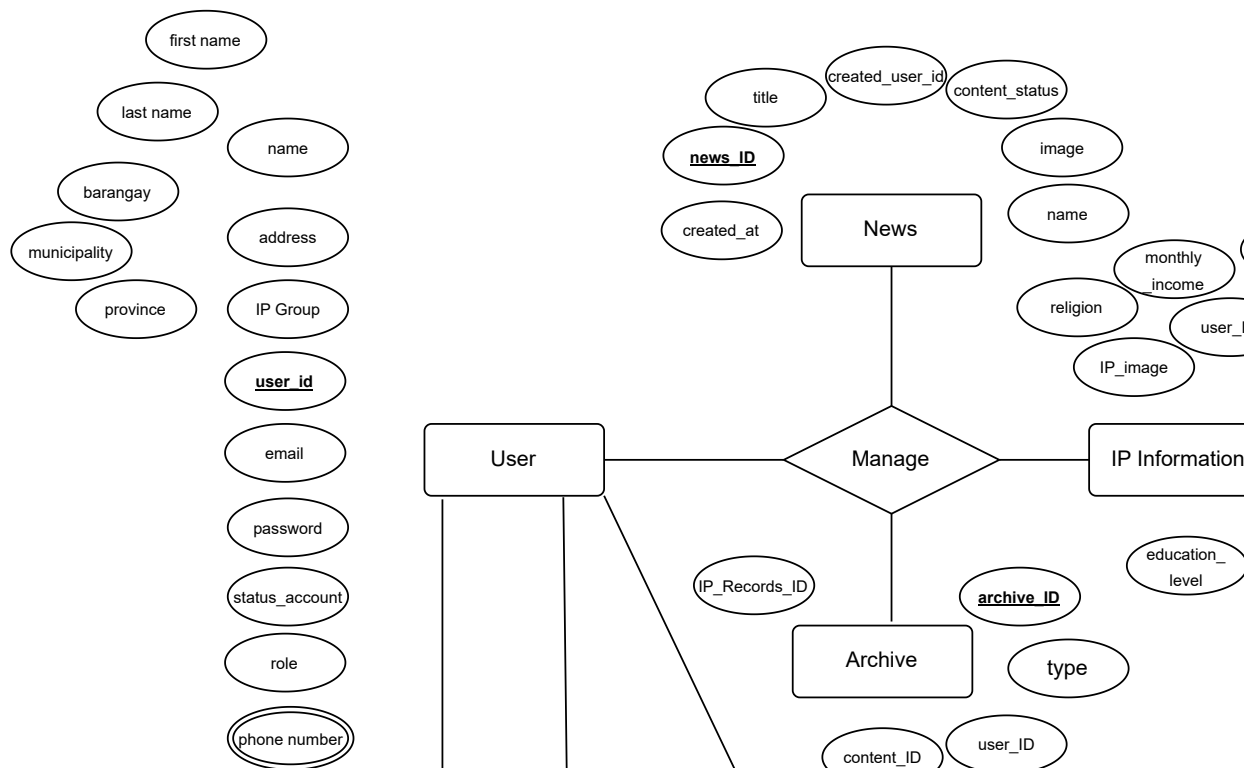 first name
last name
name
barangay
municipality
address
province
IP Group
user_id
email
password
status_account
role
phone number
created_user_id
title
content_status
news_ID
image
created_at
News
name
monthly
_income
religion
user_I
IP_image
User
Manage
IP Information
education_
level
IP_Records_ID
archive_ID
Archive
type
user_ID
content_ID